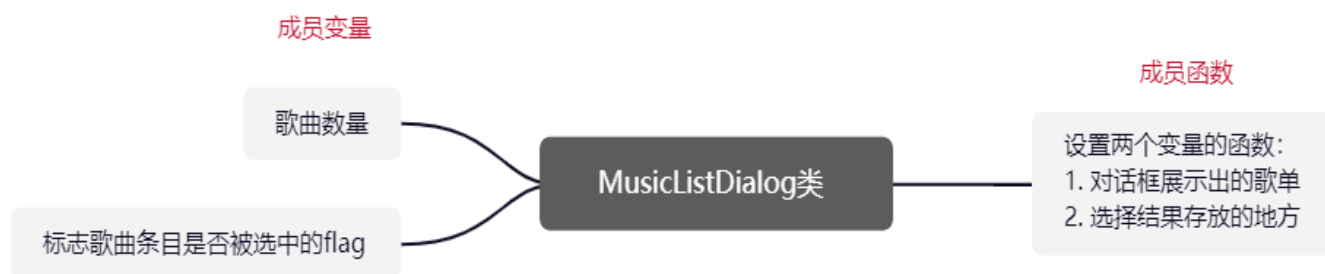 成员变量
歌曲数量
标志歌曲条目是否被选中的flag
MusicListDialog类
成员函数
设置两个变量的函数：
1. 对话框展示出的歌单
2. 选择结果存放的地方